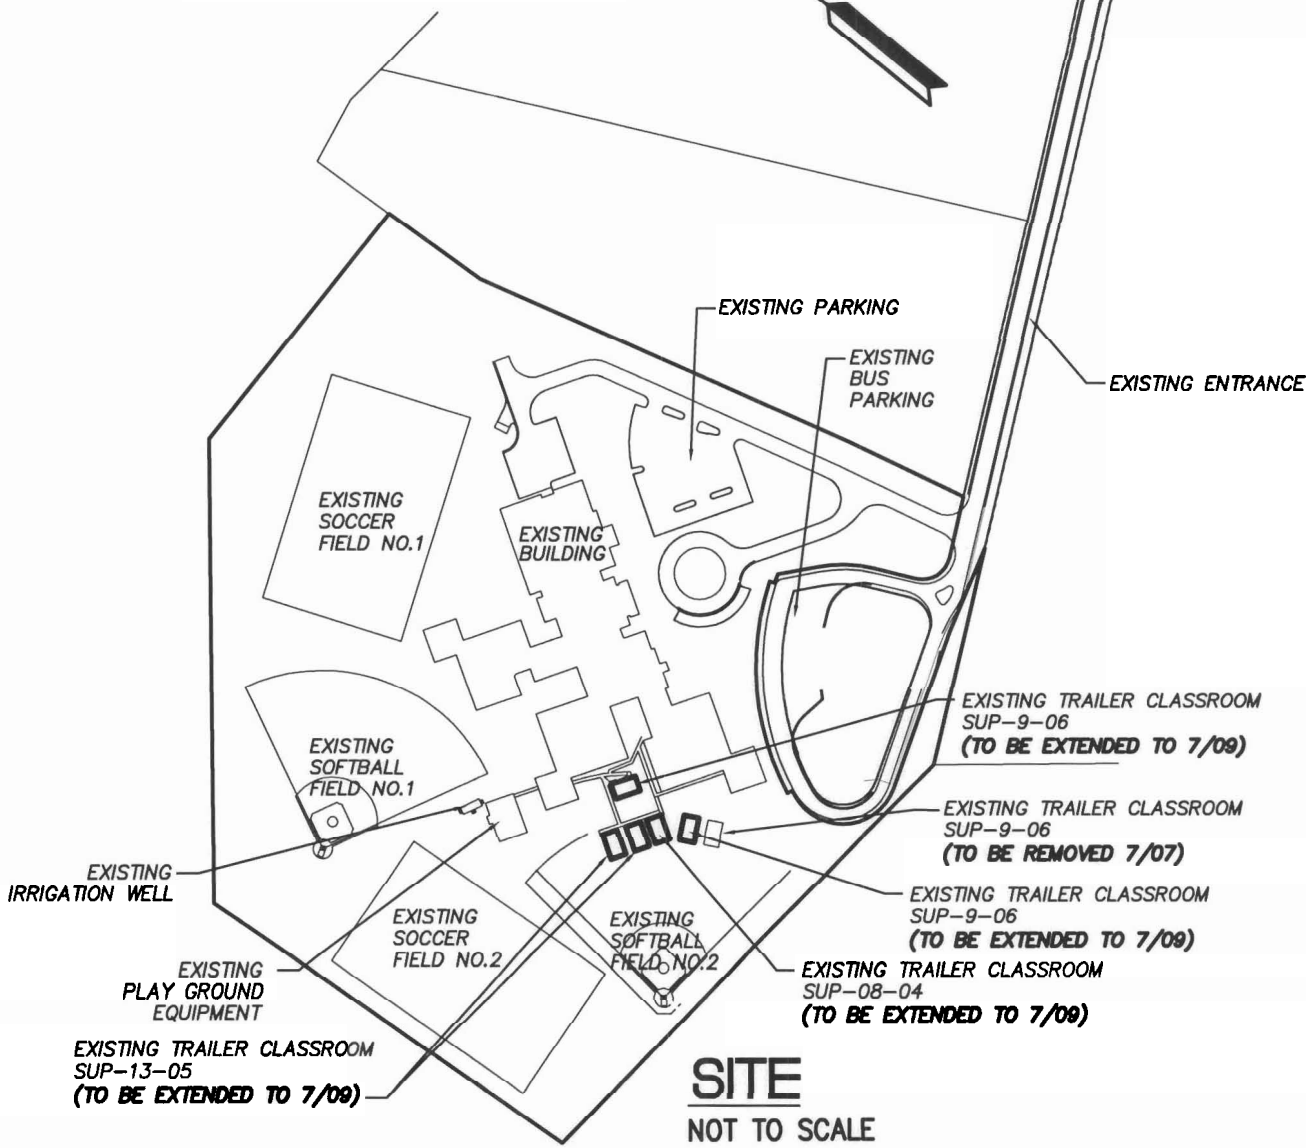 EXISTING PARKING
EXISTING
BUS
PARKING
EXISTING ENTRANCE
EXISTING
SOCCER
FIELD NO.1
EXISTING
BUILDING
EXISTING TRAILER CLASSROOM
SUP-9-06
(TO BE EXTENDED TO 7/09)
EXISTING
SOFTBALL
FIELD NO.1
EXISTING TRAILER CLASSROOM
SUP-9-06
(TO BE REMOVED 7/07)
EXISTING
IRRIGATION WELL
EXISTING TRAILER CLASSROOM
SUP-9-06
(TO BE EXTENDED TO 7/09)
EXISTING
SOCCER
FIELD NO.2
EXISTING
SOFTBALL
FIELD NO.2
EXISTING
PLAY GROUND
EQUIPMENT
EXISTING TRAILER CLASSROOM
SUP-08-04
(TO BE EXTENDED TO 7/09)
EXISTING TRAILER CLASSROOM
SUP-13-05
(TO BE EXTENDED TO 7/09)
SITE
NOT TO SCALE